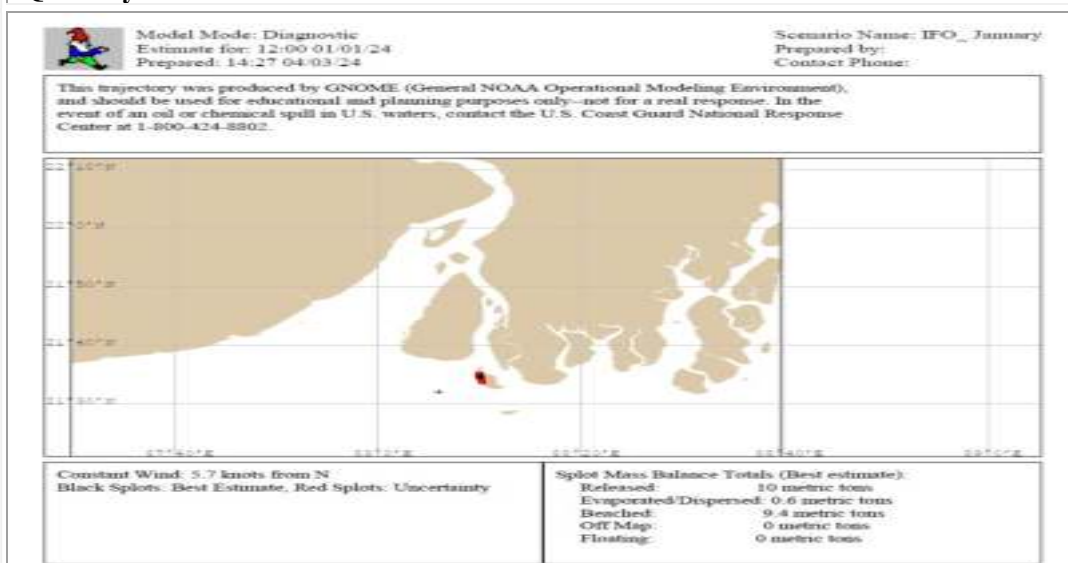 Model Mode: Diagnostic
Estimate for: 12:00 01/01/24
Prepared: 14:27 04/03/24
Scenario Name: IFO_ January
Prepared by:
Contact Phone:
This trajectory was produced by GNOME (General NOAA Operational Modeling Environment),
and should be used for educational and planning purposes only--not for a real response. In the
event of an oil or chemical spill in U.S. waters, contact the U.S. Coast Guard National Response
Center at 1-800-424-8802.
Constant Wind: 5.7 knots from N
Black Splots: Best Estimate, Red Splots: Uncertainty
Splot Mass Balance Totals (Best estimate):
Released: 10 metric tons
Evaporated/Dispersed: 0.6 metric tons
Beached: 9.4 metric tons
Off Map: 0 metric tons
Floating: 0 metric tons